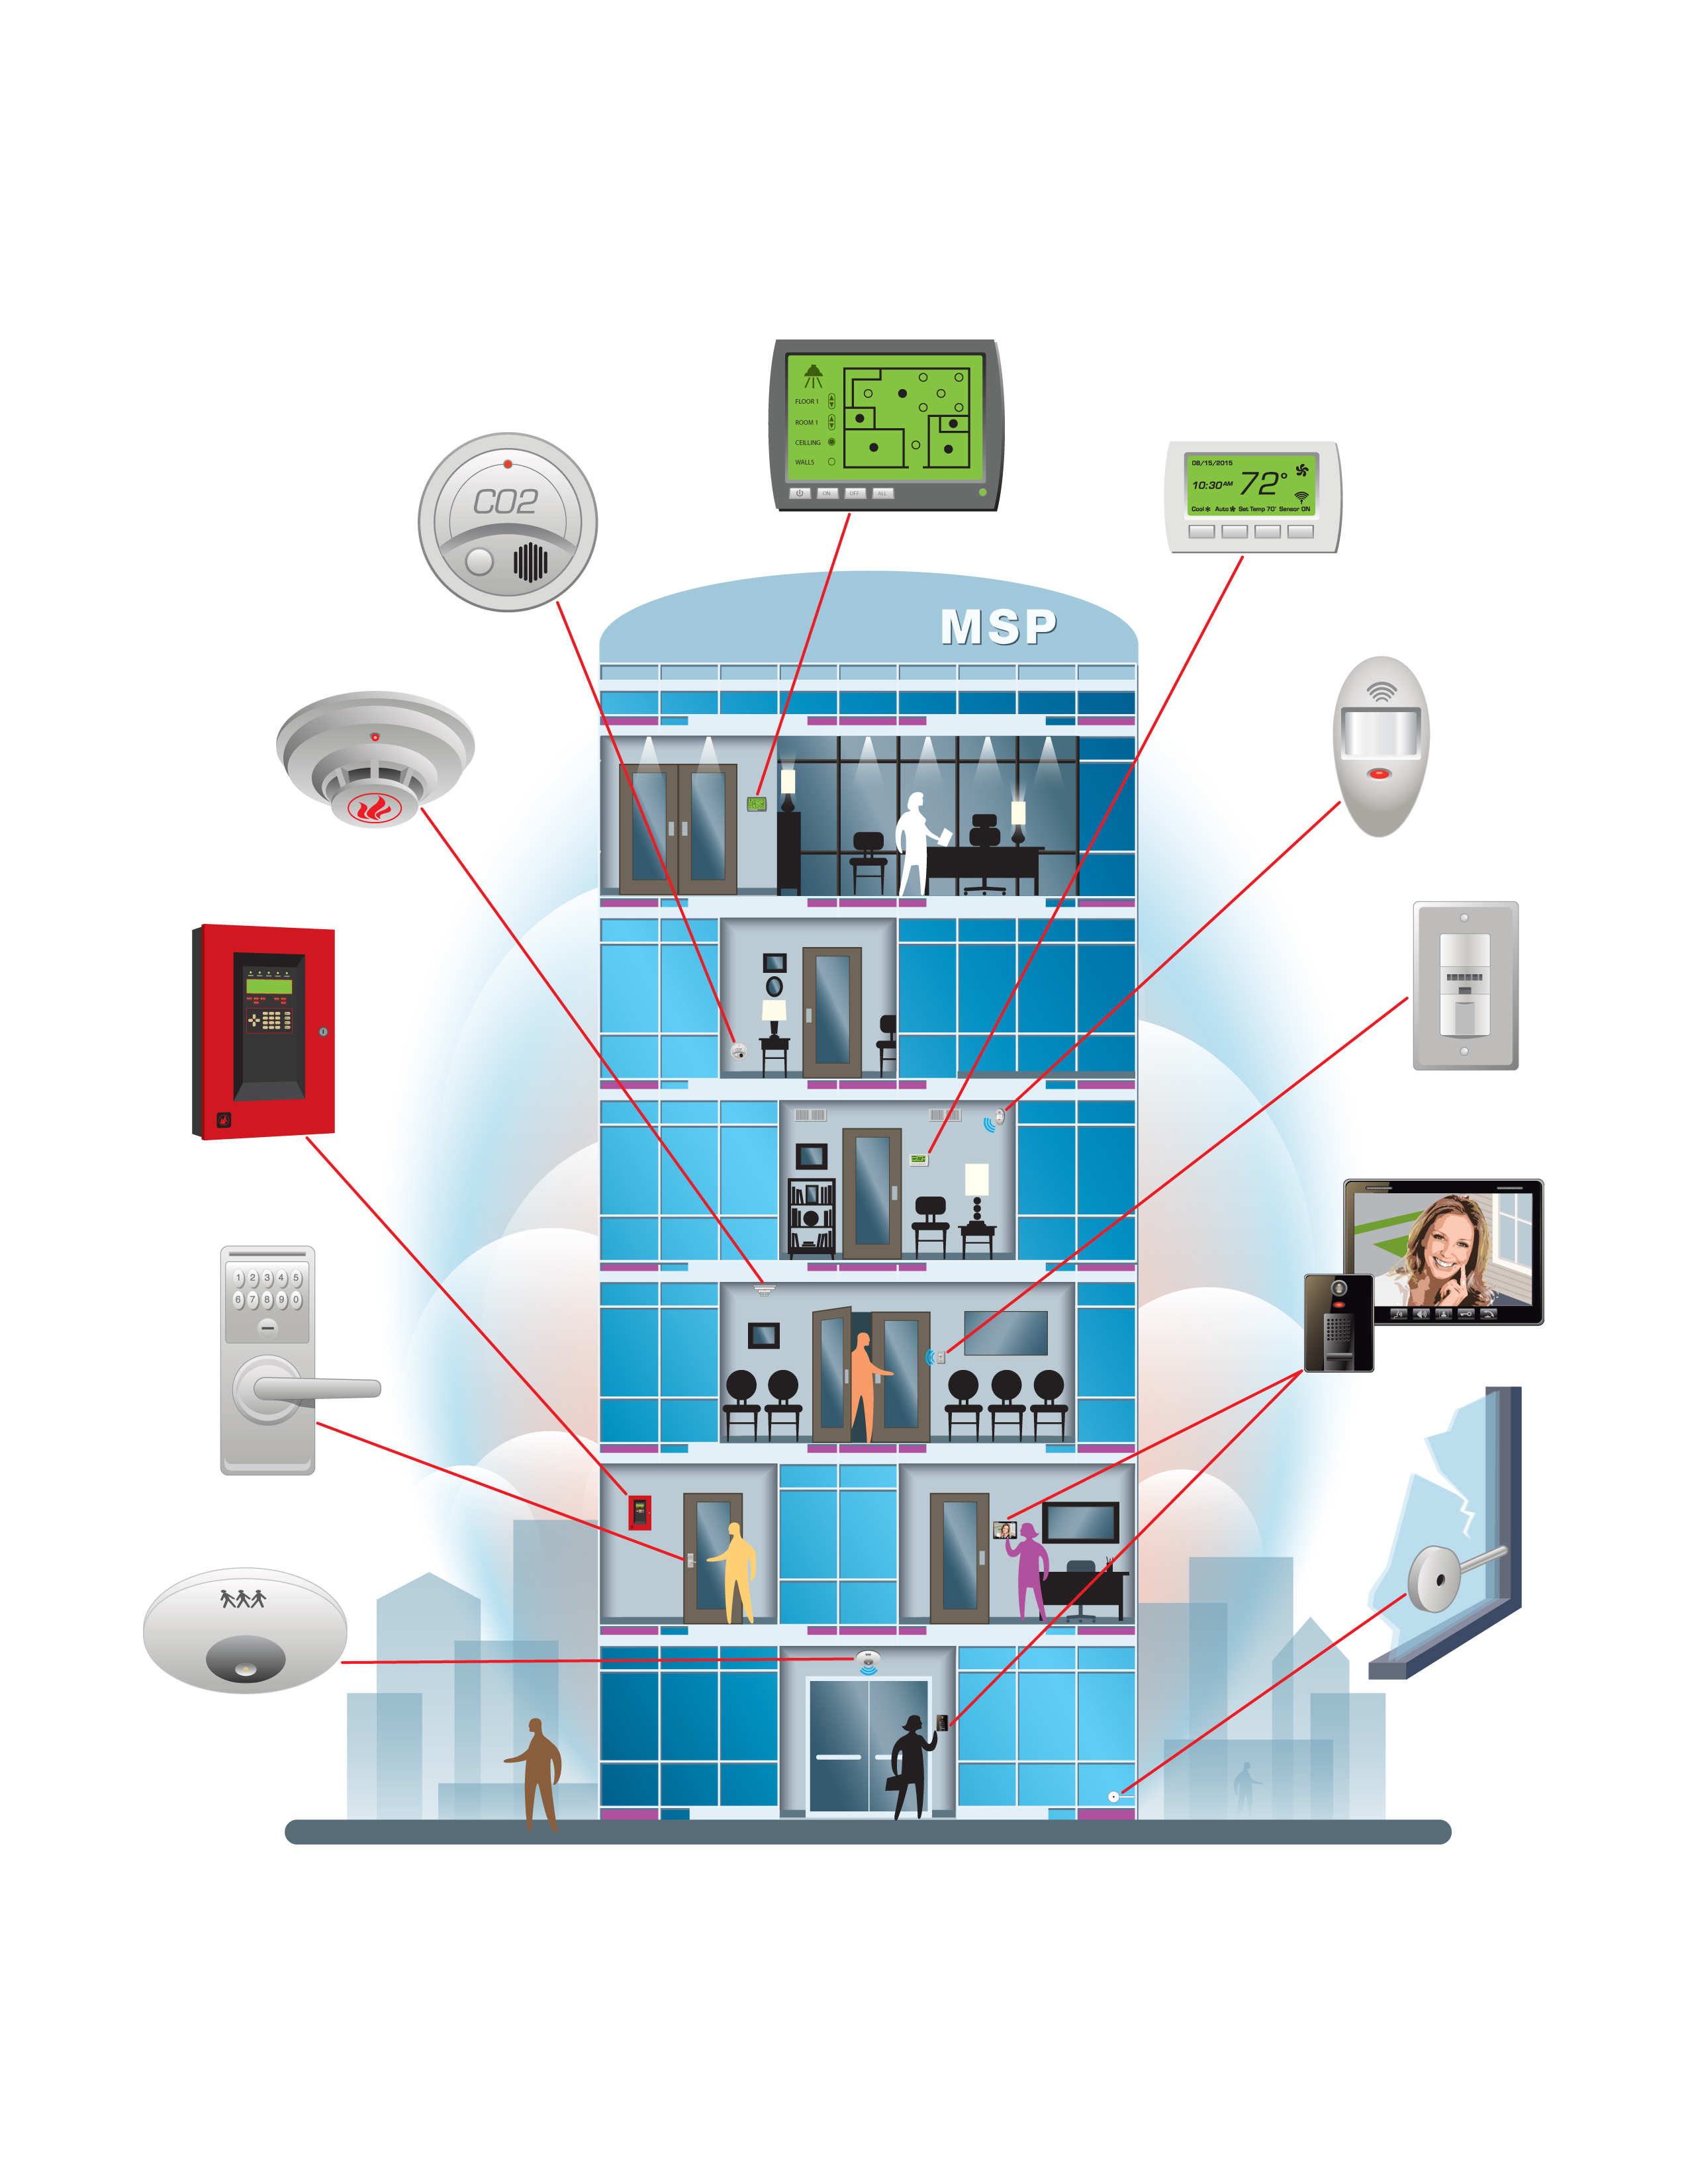 FLOOR 1
ROOM 1
CEILLING
WALLS
ON
OFF
ALL
CO2
08/15/2015
10:30AM 72°
Cool Auto Set Temp 70° Sensor ON
MSP
1 2 3 4 5
6 7 8 9 0